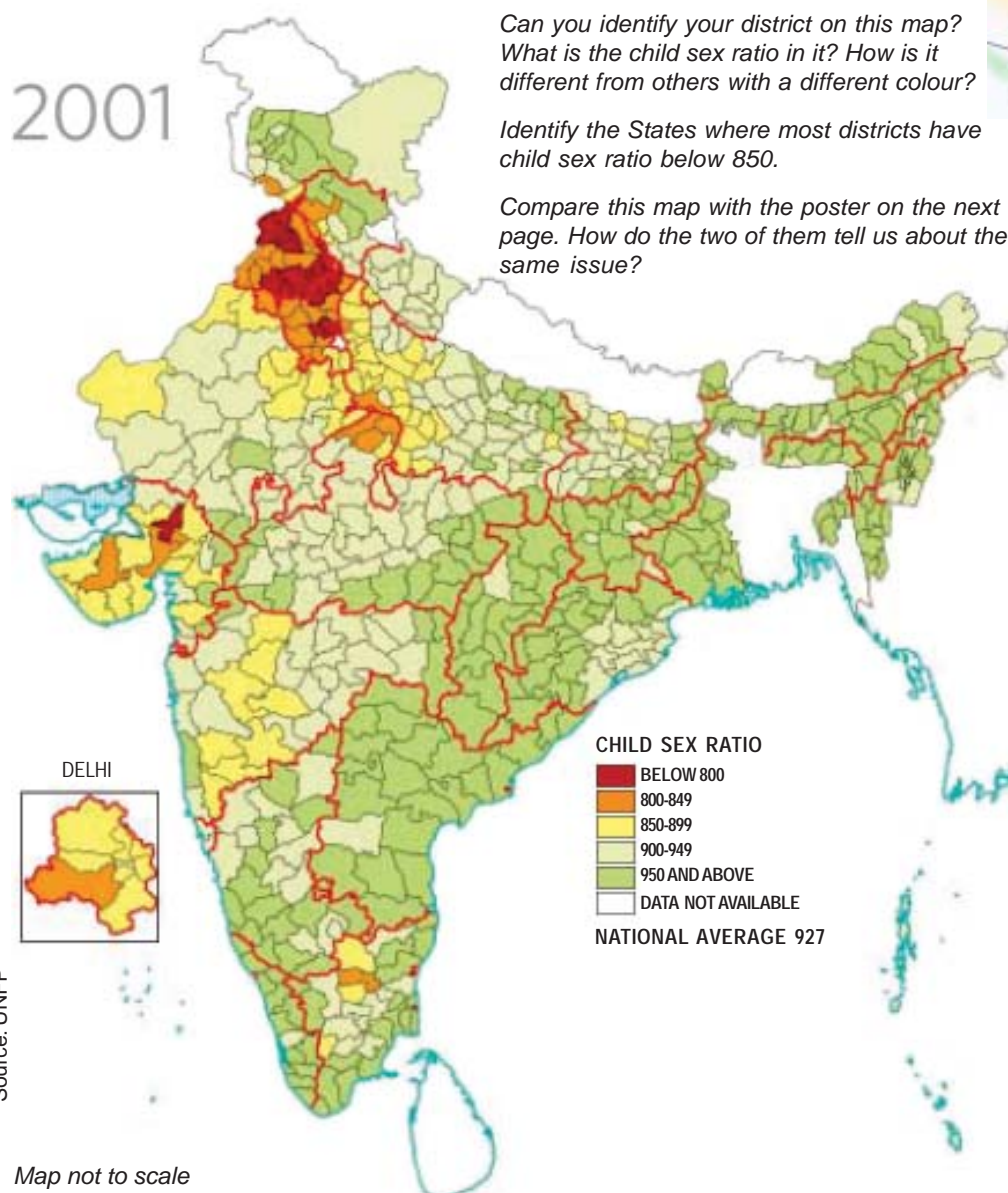 Can you identify your district on this map?
What is the child sex ratio in it? How is it
different from others with a different colour?
2001
Identify the States where most districts have
child sex ratio below 850.
Compare this map with the poster on the next
page. How do the two of them tell us about the
same issue?
CHILD SEX RATIO
BELOW 800
800-849
850-899
900-949
950 AND ABOVE
DATA NOT AVAILABLE
NATIONAL AVERAGE 927
DELHI
Source:
Map not to scale